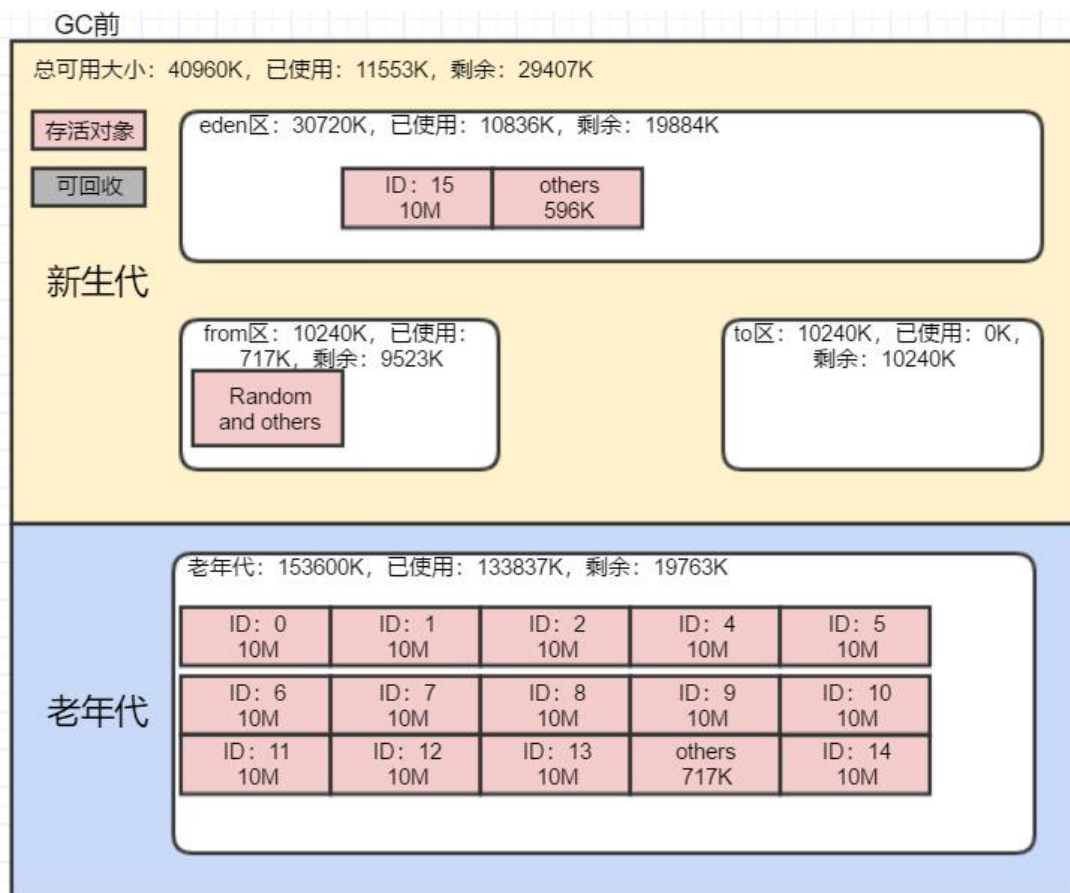 GC前
总可用大小：40960K，已使用：11553K，剩余：29407K
存活对象
可回收
eden区：30720K，已使用：10836K，剩余：19884K
ID：15
10M
others
596K
新生代
from区：10240K，已使用：
717K，剩余：9523K
Random
and others
to区：10240K，已使用：0K，
剩余：10240K
老年代：153600K，已使用：133837K，剩余：19763K
ID：0
10M
ID：1
10M
ID：2
10M
ID：4
10M
ID：5
10M
老年代
ID：6
10M
ID：7
10M
ID：8
10M
ID：9
10M
ID：10
10M
ID：11
10M
ID：12
10M
ID：13
10M
others
717K
ID：14
10M